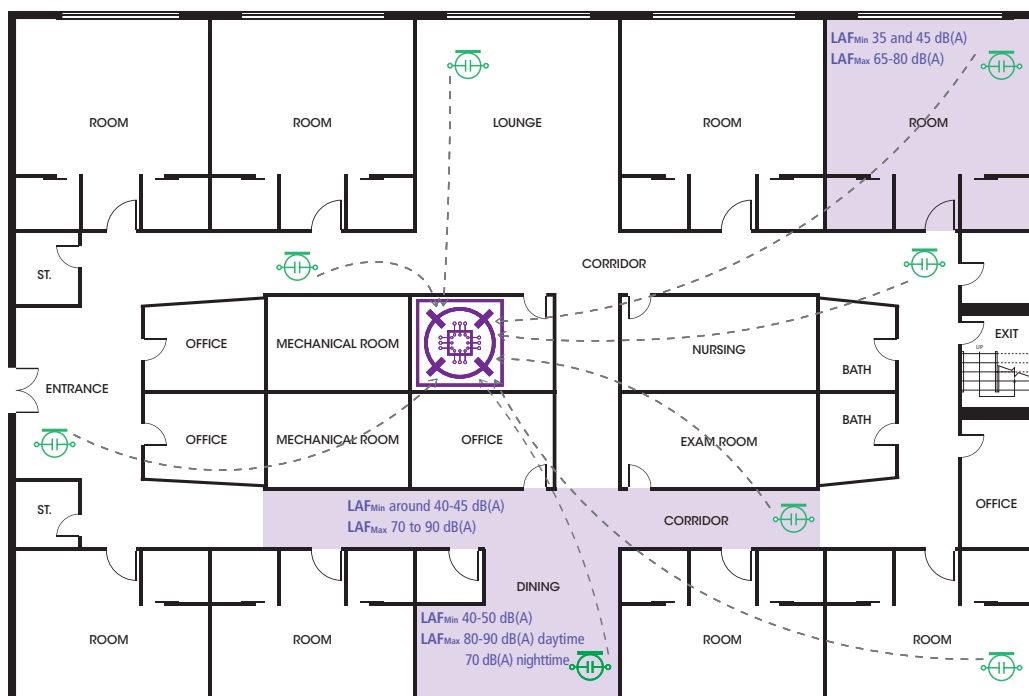 LAFMin 35 and 45 dB(A)
LAFMax 65-80 dB(A)
ROOM
ROOM
LOUNGE
ROOM
ROOM
ST.
CORRIDOR
ENTRANCE
OFFICE
MECHANICAL ROOM
NURSING
BATH
EXIT
UP
OFFICE
MECHANICAL ROOM
OFFICE
EXAM ROOM
BATH
ST.
LAFMin around 40-45 dB(A)
LAFMax 70 to 90 dB(A)
CORRIDOR
OFFICE
DINING
LAFMin 40-50 dB(A)
LAFMax 80-90 dB(A) daytime
70 dB(A) nighttime
ROOM
ROOM
ROOM
ROOM